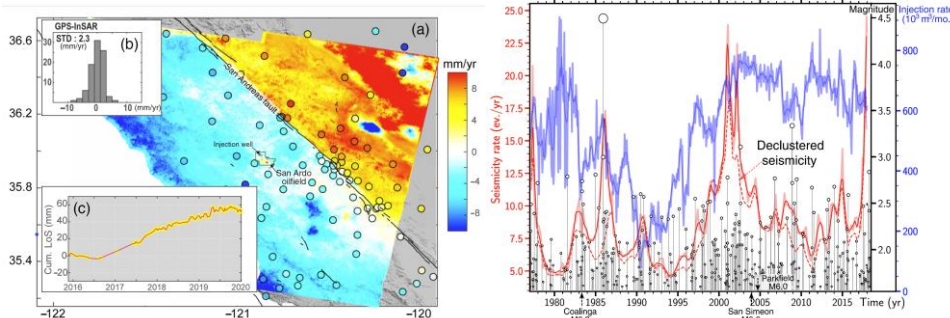 GPS-InSAR
STD : 2.3
(mm/yr)
(b)
30
20
10
-10 0 10 (mm/yr)
(a)
San Andreas fault
Injection well
San Ardo
oilfield
mm/yr
8
4
0
-4
-8
36.6
36.2
35.8
35.4
-122 -121 -120
(c)
Cum. LoS (mm)
60
40
20
0
-20
2016 2017 2018 2019 2020
Seismicity rate (ev./yr)
25.0
22.5
20.0
17.5
15.0
12.5
10.0
7.5
5.0
Magnitude
4.5
4.0
3.5
3.0
2.5
2.0
Injection rate
(10³ m³/mo.)
800
600
400
200
0
Declustered
seismicity
Parkfield
M6.0
1980 1985 1990 1995 2000 2005 2010 2015 Time (yr)
Coalinga
San Simeon